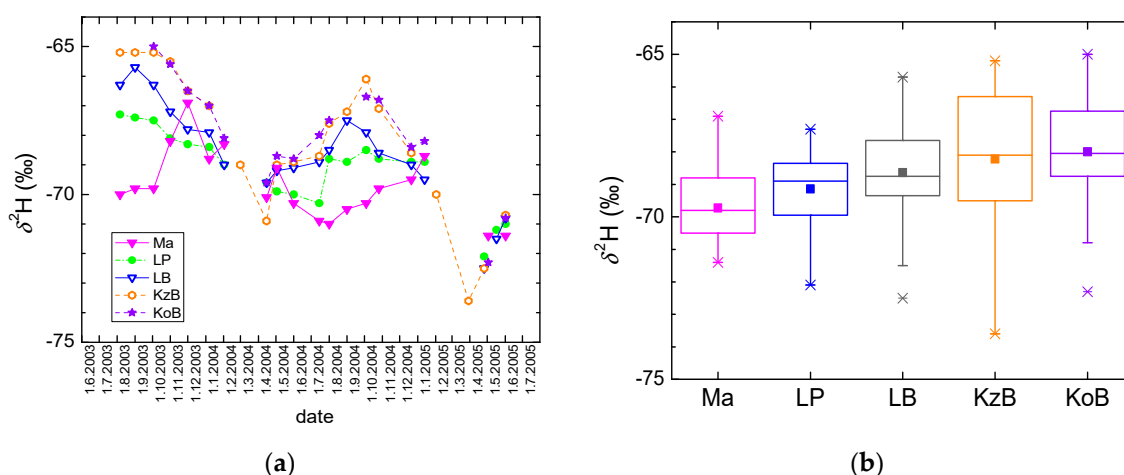 δ²H (‰)
-65
-70
-75
Ma
LP
LB
KzB
KoB
1.6.2003
1.7.2003
1.8.2003
1.9.2003
1.10.2003
1.11.2003
1.12.2003
1.1.2004
1.2.2004
1.3.2004
1.4.2004
1.5.2004
1.6.2004
1.7.2004
1.8.2004
1.9.2004
1.10.2004
1.11.2004
1.12.2004
1.1.2005
1.2.2005
1.3.2005
1.4.2005
1.5.2005
1.6.2005
1.7.2005
date
(a)
δ²H (‰)
-65
-70
-75
Ma LP LB KzB KoB
(b)